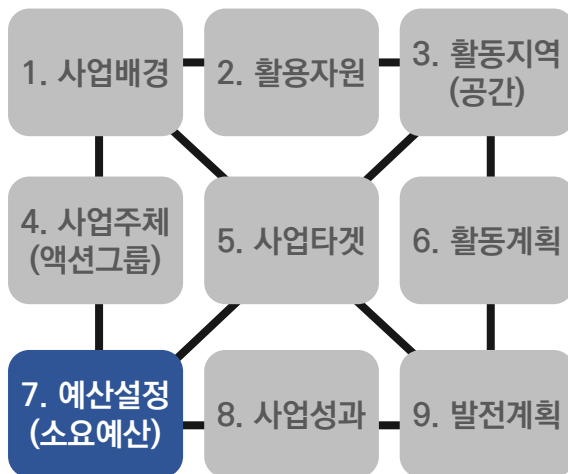 1. 사업배경
2. 활용자원
3. 활동지역
(공간)
4. 사업주체
(액션그룹)
5. 사업타겟
6. 활동계획
7. 예산설정
(소요예산)
8. 사업성과
9. 발전계획